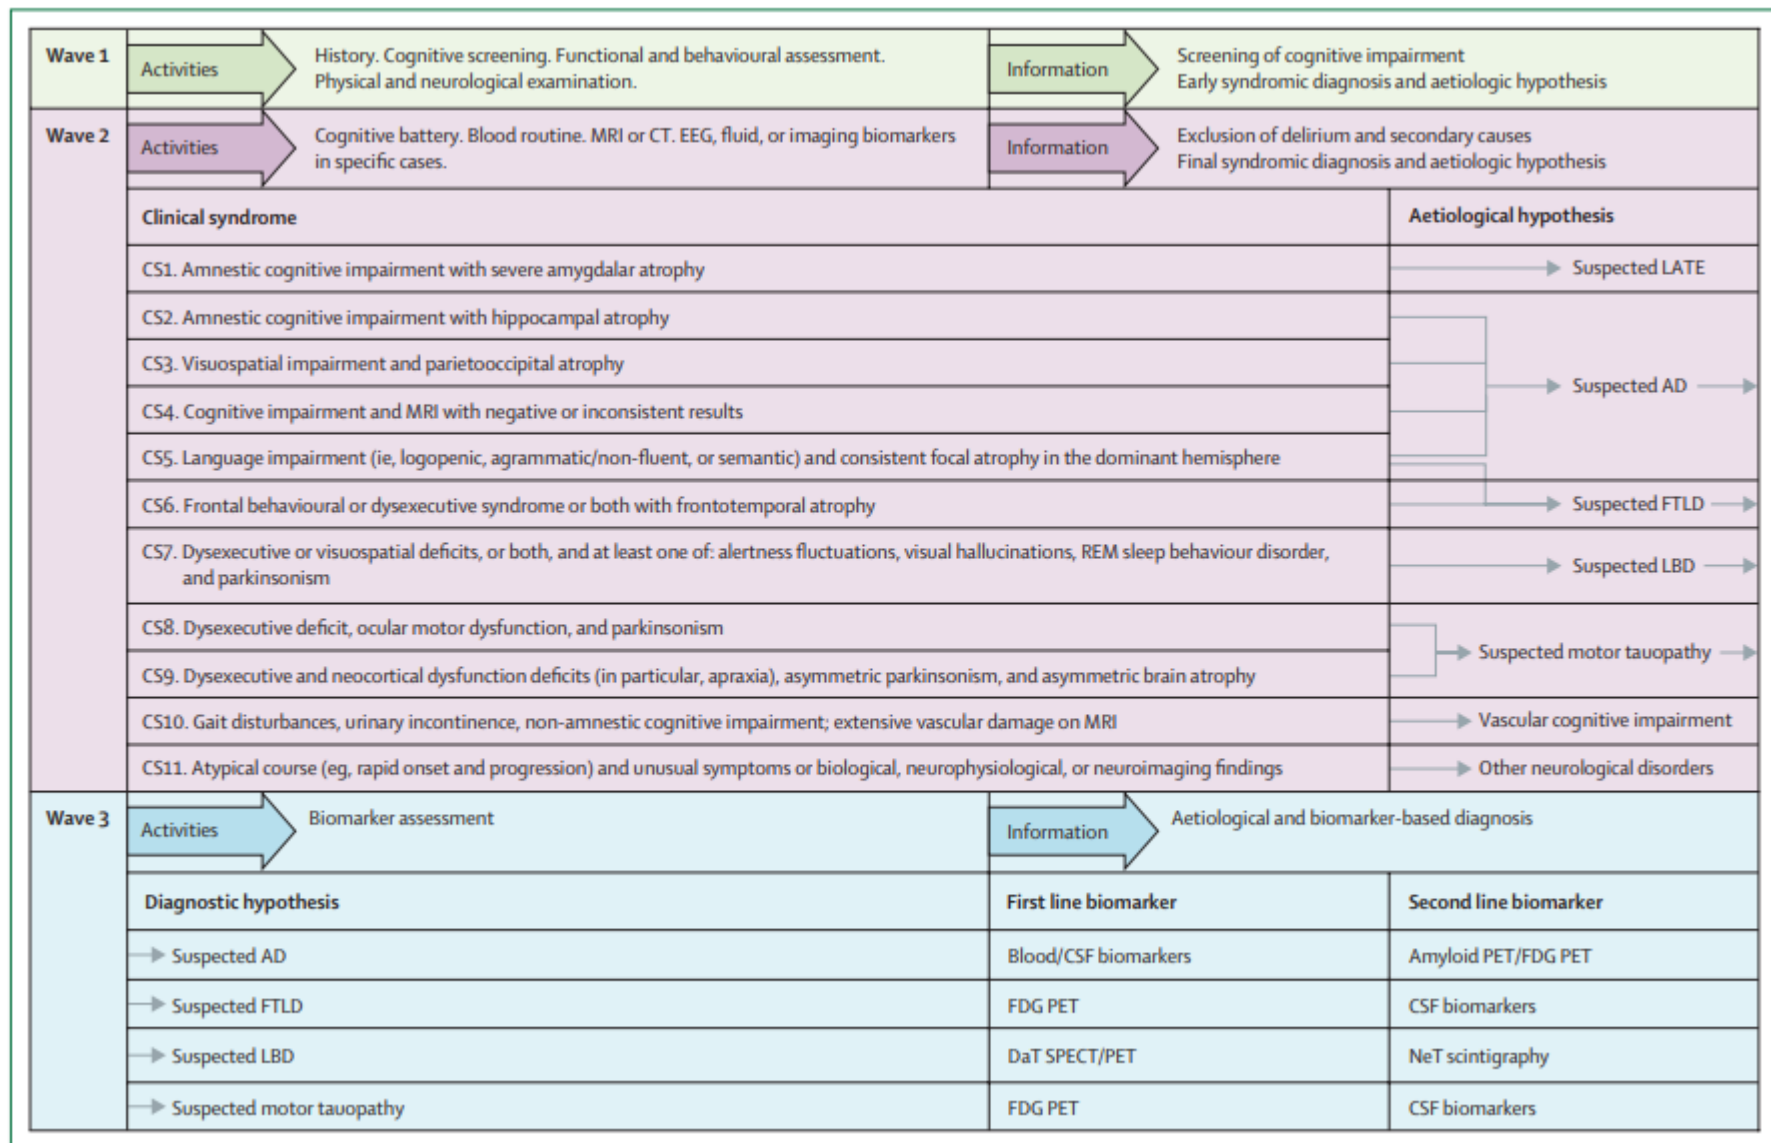 Wave 1
Activities
History. Cognitive screening. Functional and behavioural assessment.
Physical and neurological examination.
Information
Screening of cognitive impairment
Early syndromic diagnosis and aetiologic hypothesis
Wave 2
Activities
Cognitive battery. Blood routine. MRI or CT. EEG, fluid, or imaging biomarkers
in specific cases.
Information
Exclusion of delirium and secondary causes
Final syndromic diagnosis and aetiologic hypothesis
Clinical syndrome
Aetiological hypothesis
CS1. Amnestic cognitive impairment with severe amygdalar atrophy
Suspected LATE
CS2. Amnestic cognitive impairment with hippocampal atrophy
CS3. Visuospatial impairment and parietooccipital atrophy
Suspected AD
CS4. Cognitive impairment and MRI with negative or inconsistent results
CS5. Language impairment (ie, logopenic, agrammatic/non-fluent, or semantic) and consistent focal atrophy in the dominant hemisphere
CS6. Frontal behavioural or dysexecutive syndrome or both with frontotemporal atrophy
Suspected FTLD
CS7. Dysexecutive or visuospatial deficits, or both, and at least one of: alertness fluctuations, visual hallucinations, REM sleep behaviour disorder,
and parkinsonism
Suspected LBD
CS8. Dysexecutive deficit, ocular motor dysfunction, and parkinsonism
Suspected motor tauopathy
CS9. Dysexecutive and neocortical dysfunction deficits (in particular, apraxia), asymmetric parkinsonism, and asymmetric brain atrophy
CS10. Gait disturbances, urinary incontinence, non-amnestic cognitive impairment; extensive vascular damage on MRI
Vascular cognitive impairment
CS11. Atypical course (eg, rapid onset and progression) and unusual symptoms or biological, neurophysiological, or neuroimaging findings
Other neurological disorders
Wave 3
Activities
Biomarker assessment
Information
Aetiological and biomarker-based diagnosis
Diagnostic hypothesis
First line biomarker
Second line biomarker
Suspected AD
Blood/CSF biomarkers
Amyloid PET/FDG PET
Suspected FTLD
FDG PET
CSF biomarkers
Suspected LBD
DaT SPECT/PET
NeT scintigraphy
Suspected motor tauopathy
FDG PET
CSF biomarkers